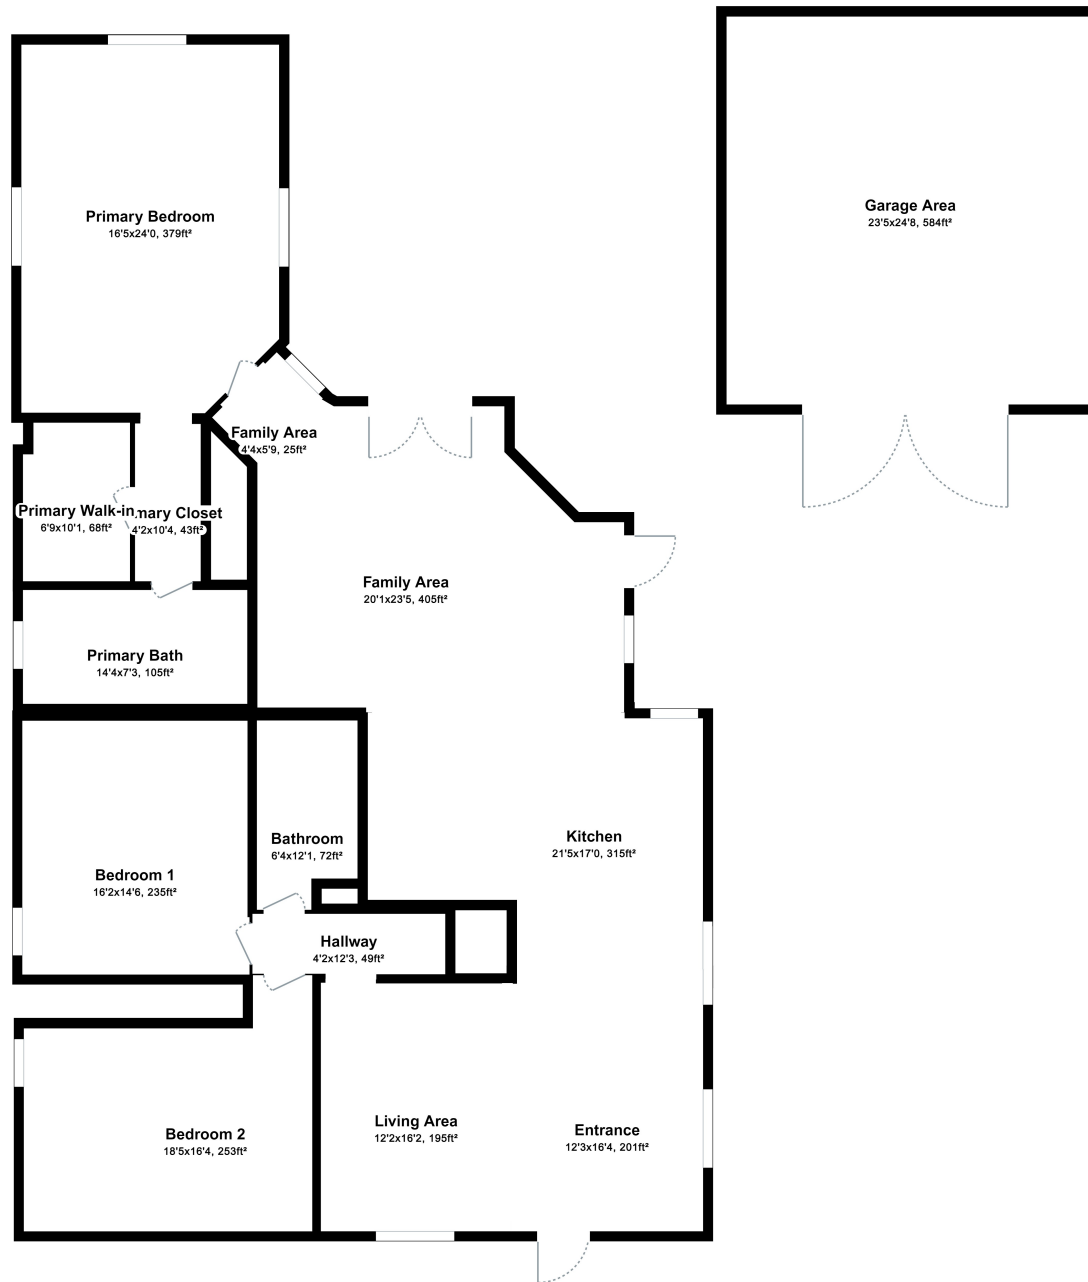 Garage Area
23'5x24'8, 584ft²
Primary Bedroom
16'5x24'0, 379ft²
Family Area
4'4x5'9, 25ft²
Primary Walk-in
6'9x10'1, 68ft²
mary Closet
4'2x10'4, 43ft²
Family Area
20'1x23'5, 405ft²
Primary Bath
14'4x7'3, 105ft²
Bathroom
6'4x12'1, 72ft²
Kitchen
21'5x17'0, 315ft²
Bedroom 1
16'2x14'6, 235ft²
Hallway
4'2x12'3, 49ft²
Living Area
12'2x16'2, 195ft²
Entrance
12'3x16'4, 201ft²
Bedroom 2
18'5x16'4, 253ft²